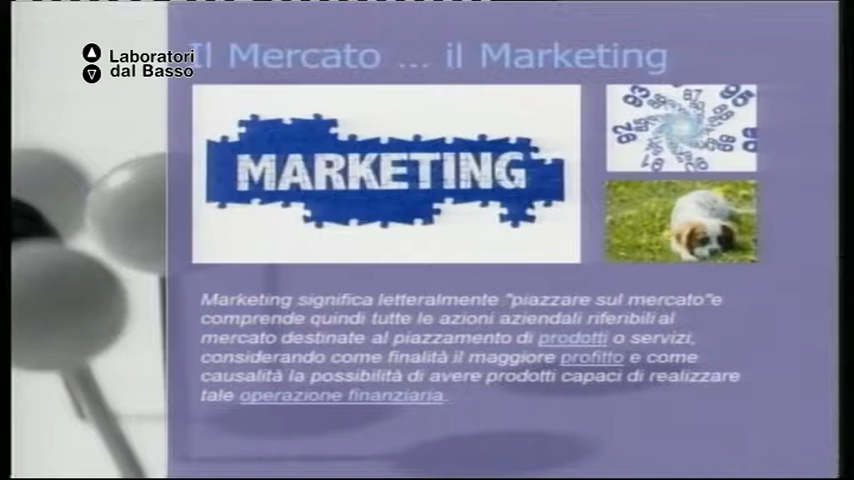 Laboratori
dal Basso
Il Mercato ... il Marketing
MARKETING
Marketing significa letteralmente "piazzare sul mercato"e
comprende quindi tutte le azioni aziendali riferibili al
mercato destinate al piazzamento di prodotti o servizi,
considerando come finalità il maggiore profitto e come
causalità la possibilità di avere prodotti capaci di realizzare
tale operazione finanziaria.